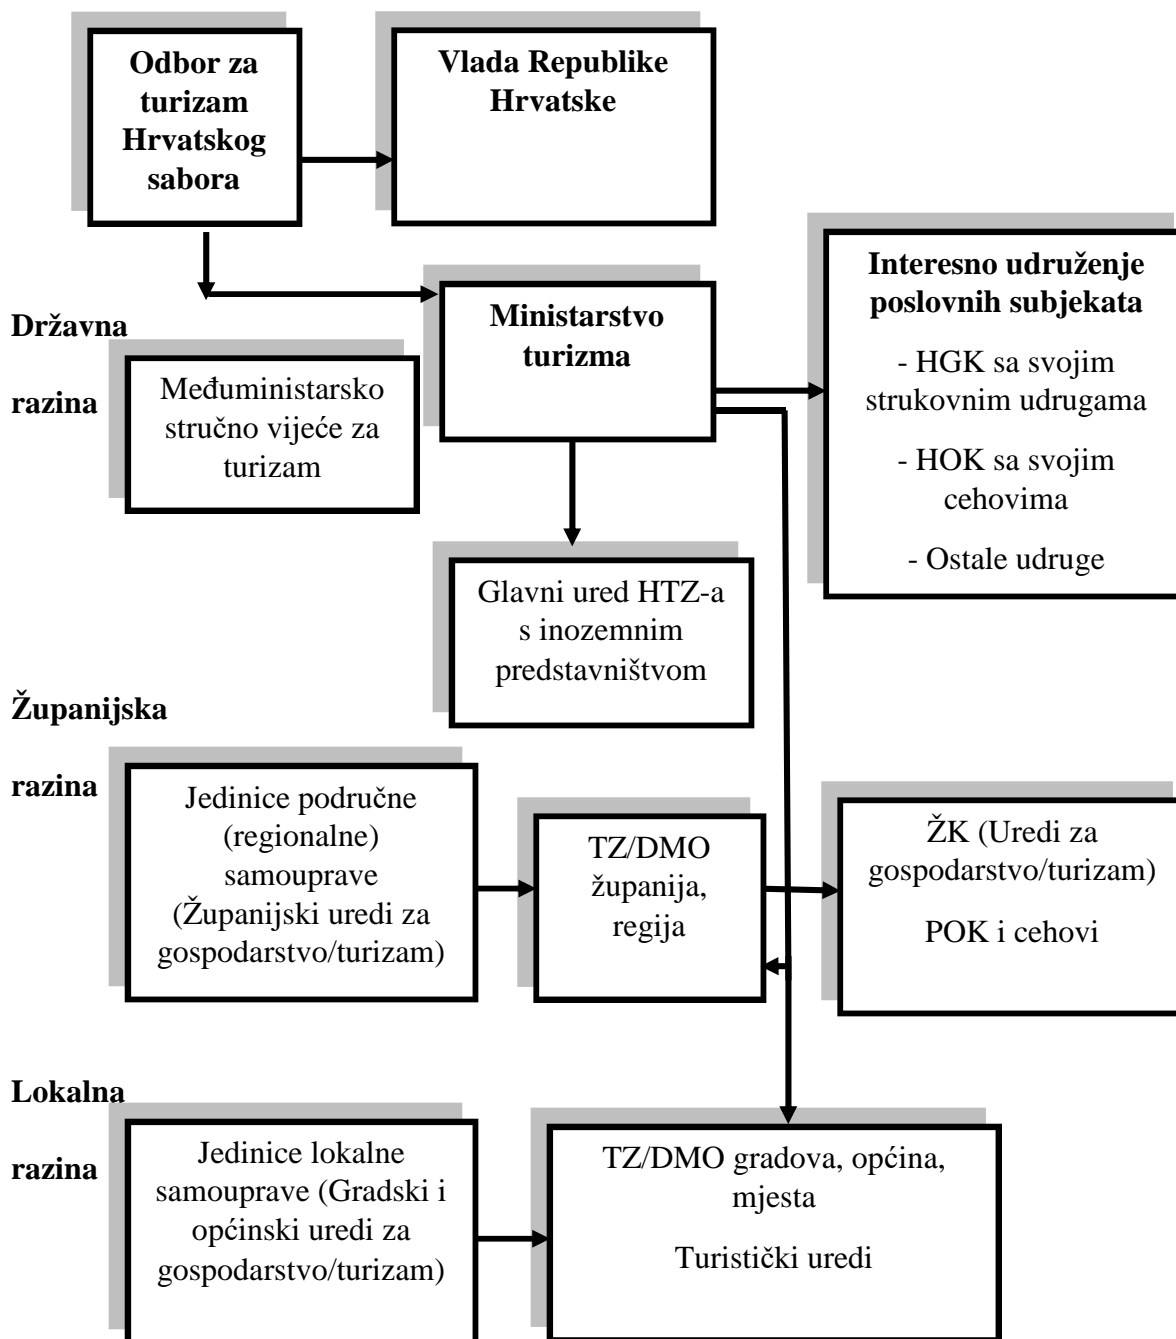 Odbor za
turizam
Hrvatskog
sabora
Vlada Republike
Hrvatske
Državna
razina
Ministarstvo
turizma
Interesno udruženje
poslovnih subjekata
- HGK sa svojim
strukovnim udrugama
- HOK sa svojim
cehovima
- Ostale udruge
Međuministarsko
stručno vijeće za
turizam
Glavni ured HTZ-a
s inozemnim
predstavništvom
Županijska
razina
Jedinice područne
(regionalne)
samouprave
(Županijski uredi za
gospodarstvo/turizam)
TZ/DMO
županija,
regija
ŽK (Uredi za
gospodarstvo/turizam)
POK i cehovi
Lokalna
razina
Jedinice lokalne
samouprave (Gradski i
općinski uredi za
gospodarstvo/turizam)
TZ/DMO gradova, općina,
mjesta
Turistički uredi